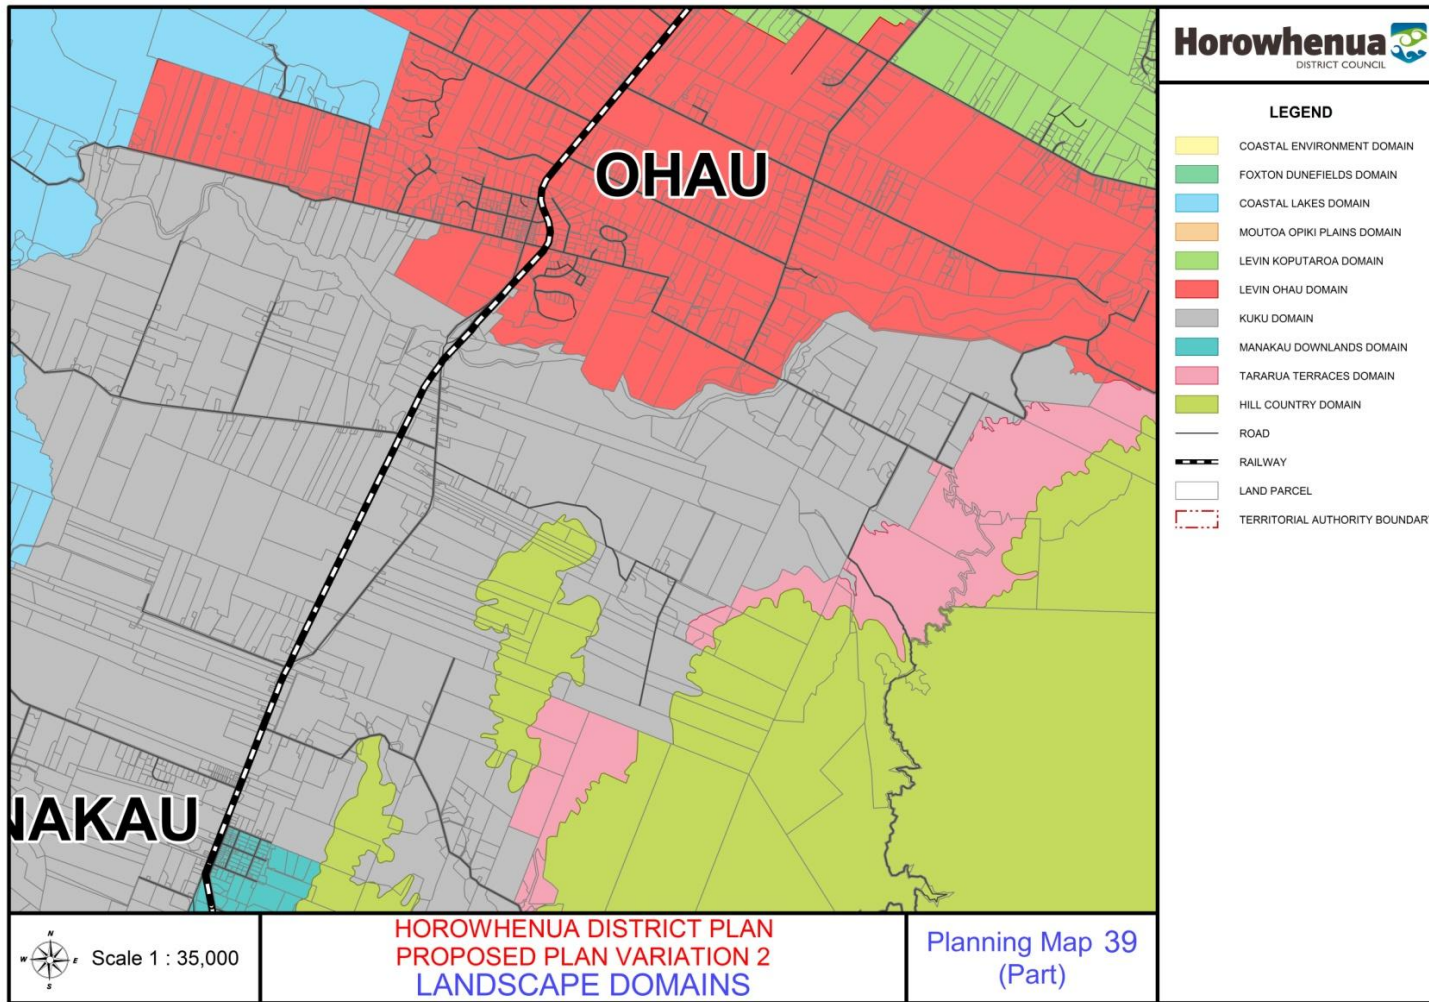 OHAU
NAKAU
Horowhenua
DISTRICT COUNCIL
LEGEND
COASTAL ENVIRONMENT DOMAIN
FOXTON DUNEFIELDS DOMAIN
COASTAL LAKES DOMAIN
MOUTOA OPIKI PLAINS DOMAIN
LEVIN KOPUTAROA DOMAIN
LEVIN OHAU DOMAIN
KUKU DOMAIN
MANAKAU DOWNLANDS DOMAIN
TARARUA TERRACES DOMAIN
HILL COUNTRY DOMAIN
ROAD
RAILWAY
LAND PARCEL
TERRITORIAL AUTHORITY BOUNDAR
N
W E
S
Scale 1 : 35,000
HOROWHENUA DISTRICT PLAN
PROPOSED PLAN VARIATION 2
LANDSCAPE DOMAINS
Planning Map 39
(Part)